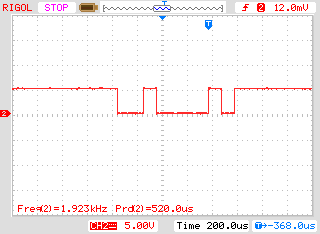 RIGOL STOP T 2 12.0mV
T
2
Freq(2)=1.923kHz Prd(2)=520.0us
CH2 5.00V Time 200.0us T→-368.0us